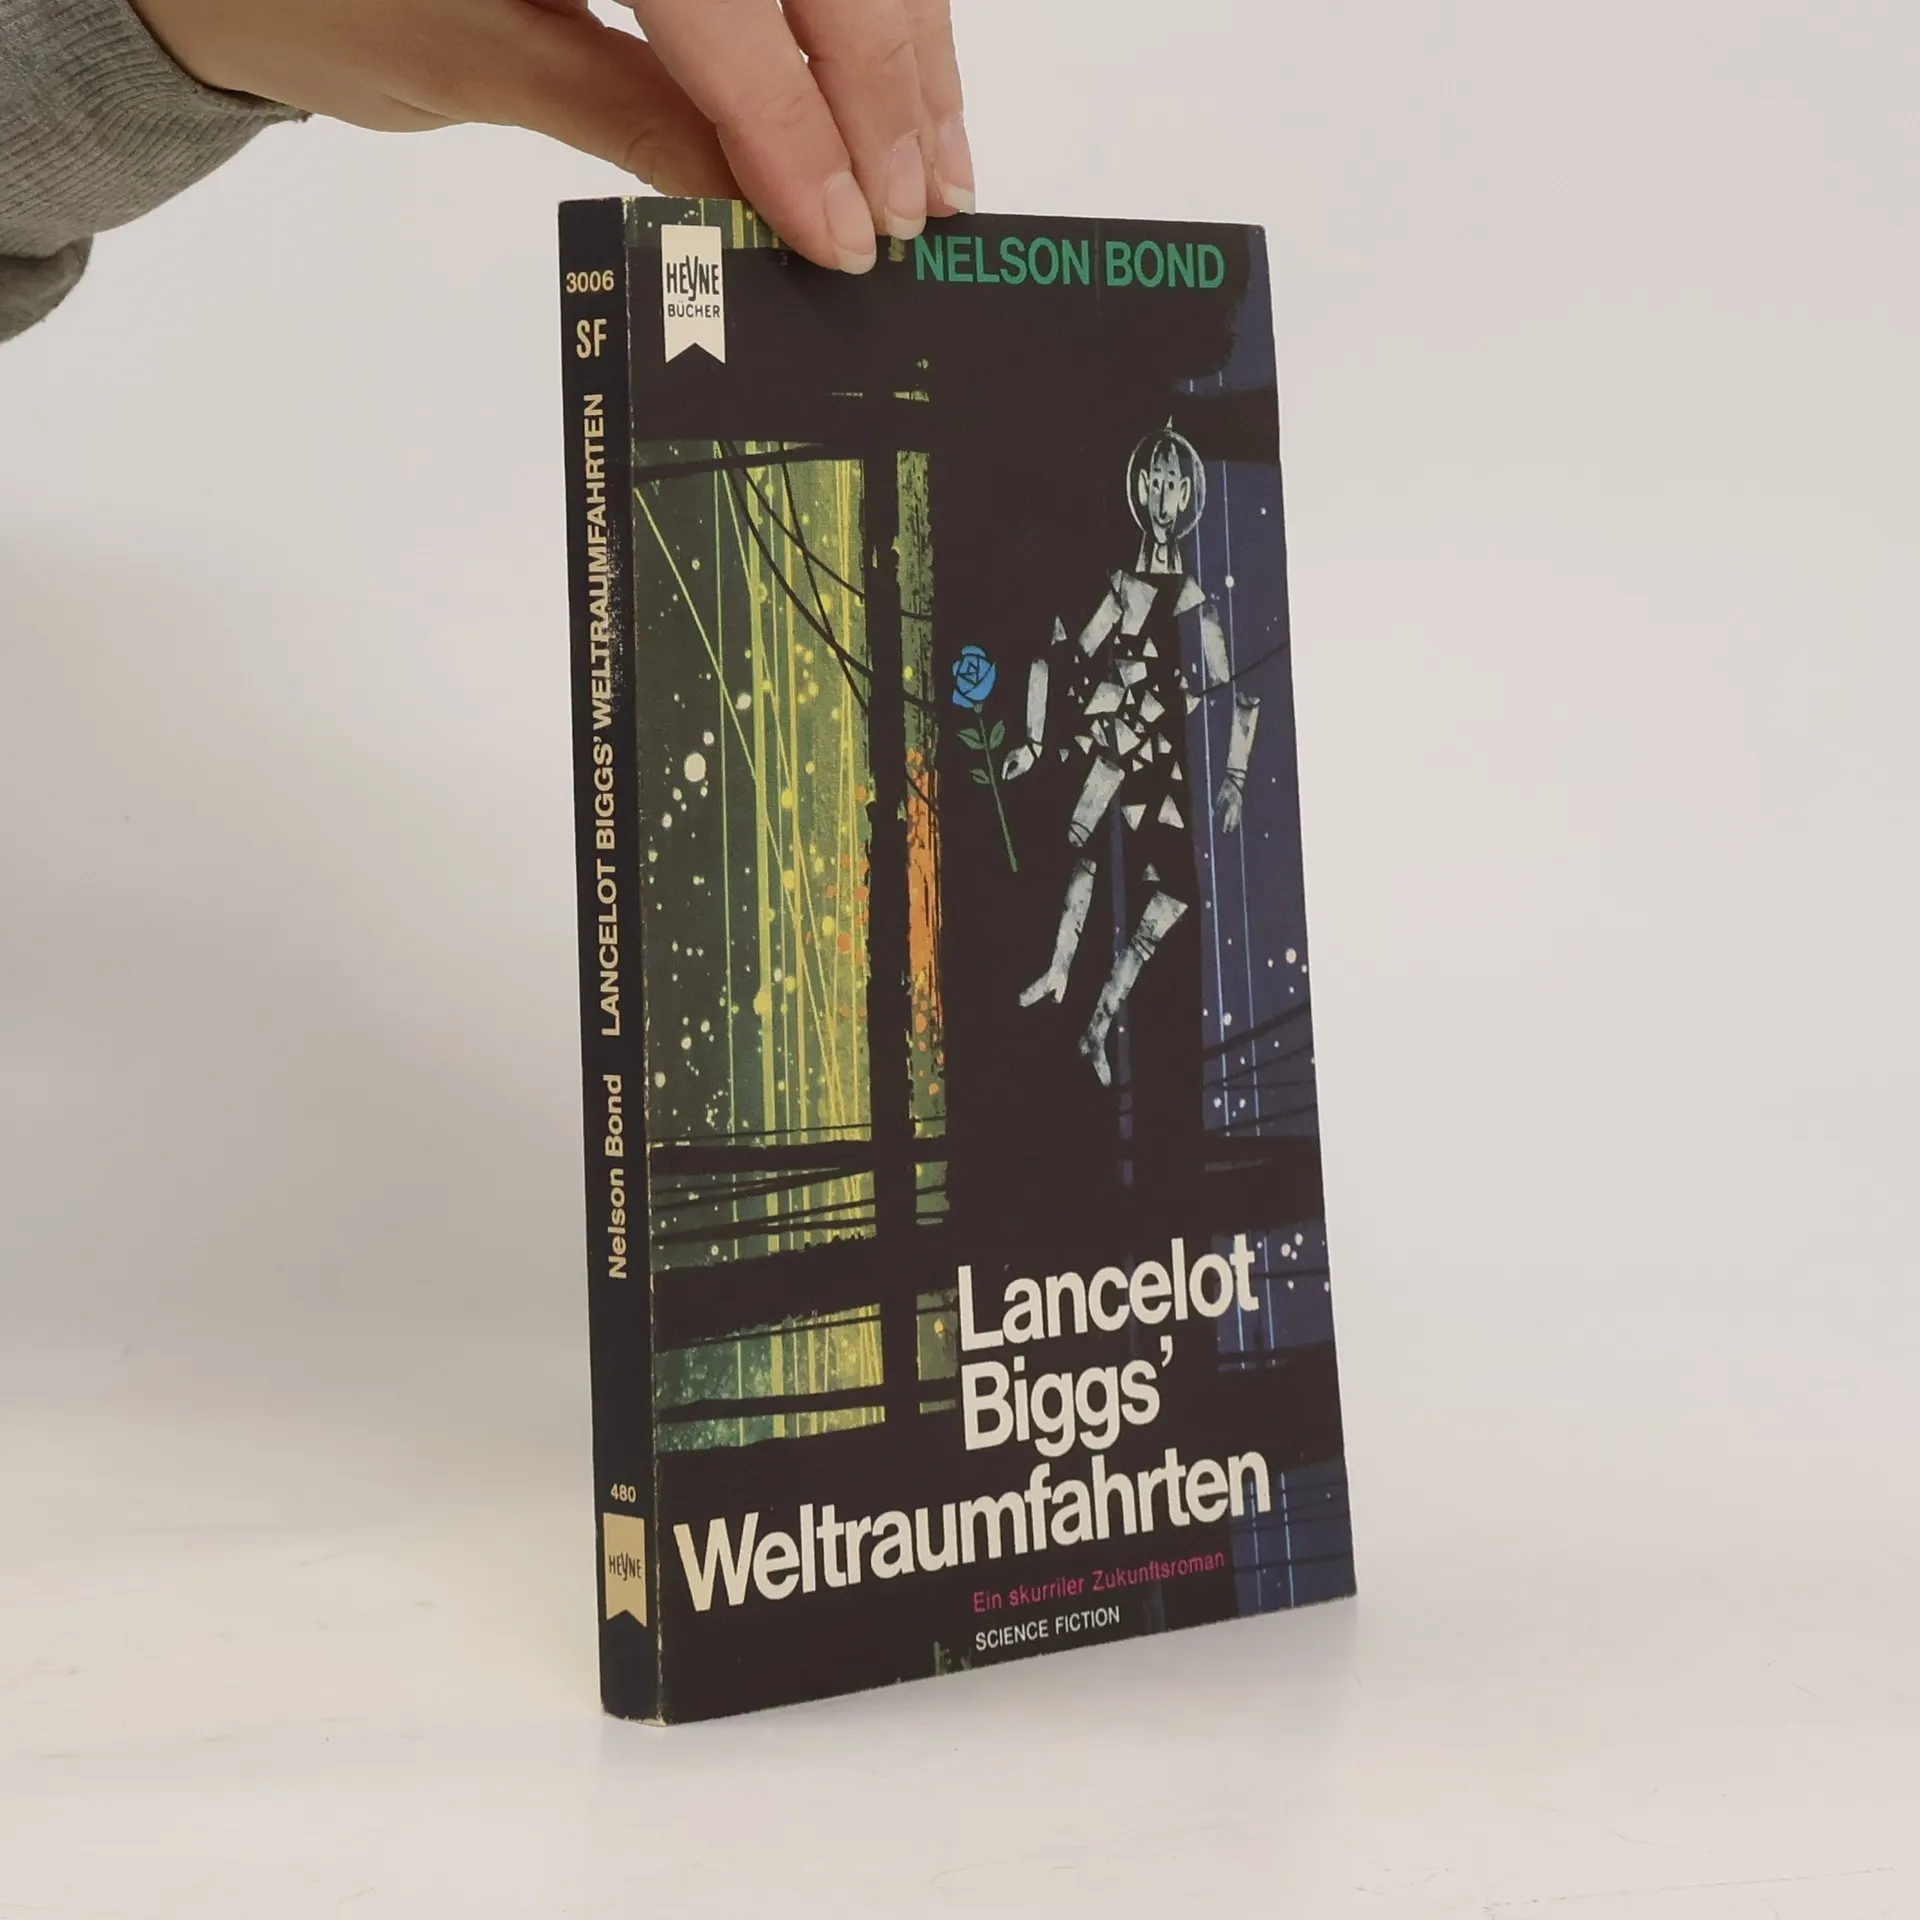 3006
SF
LANCELOT BIGGS' WELTRAUMFAHRTEN
Nelson Bond
480
HEYNE
HEYNE
BÜCHER
NELSON BOND
Lancelot
Biggs'
Weltraumfahrten
Ein skurriler Zukunftsroman
SCIENCE FICTION